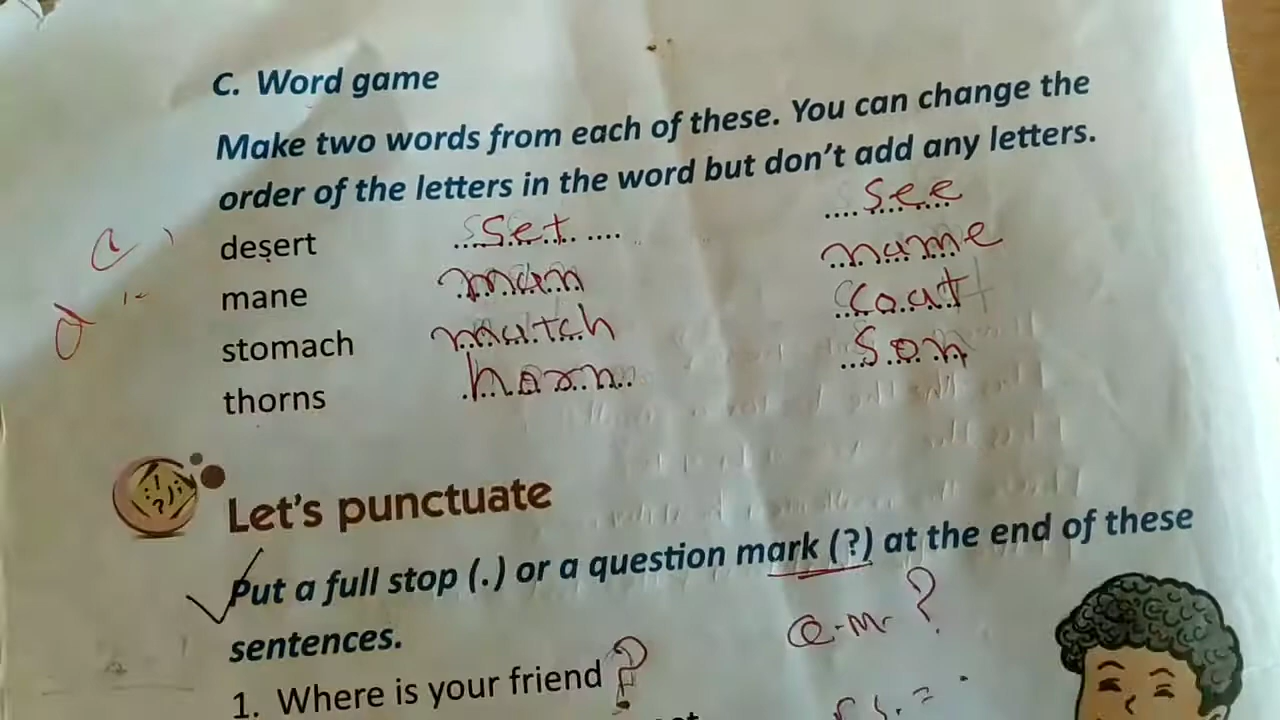 C. Word game
Make two words from each of these. You can change the
order of the letters in the word but don't add any letters.
desert set see
mane man name
stomach match coat
thorns horn son
Let's punctuate
Put a full stop (.) or a question mark (?) at the end of these
sentences.
Q-Mr ?
1. Where is your friend ?